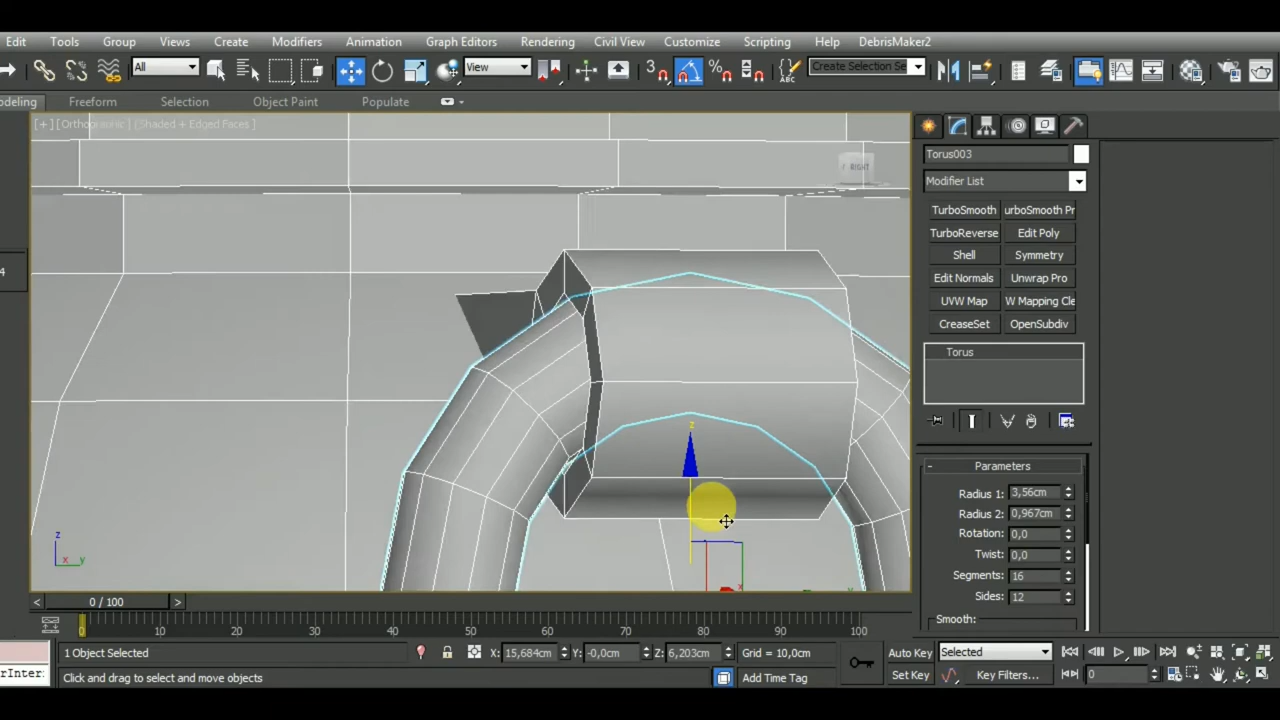 Edit Tools Group Views Create Modifiers Animation Graph Editors Rendering Civil View Customize Scripting Help DebrisMaker2
All View 3 % ABC Create Selection Se
odeling Freeform Selection Object Paint Populate
[+] [Orthographic] [Shaded + Edged Faces]
RIGHT
Torus003
Modifier List
TurboSmooth urboSmooth Pr
TurboReverse Edit Poly
Shell Symmetry
Edit Normals Unwrap Pro
UVW Map W Mapping Cle
CreaseSet OpenSubdiv
Torus
4
z
x
z
x y
- Parameters
Radius 1: 3,56cm
Radius 2: 0,967cm
Rotation: 0,0
Twist: 0,0
Segments: 16
Sides: 12
Smooth:
< 0 / 100 >
0 10 20 30 40 50 60 70 80 90 100
1 Object Selected X: 15,684cm Y: -0,0cm Z: 6,203cm Grid = 10,0cm Auto Key Selected
rInter: Click and drag to select and move objects Add Time Tag Set Key Key Filters... 0